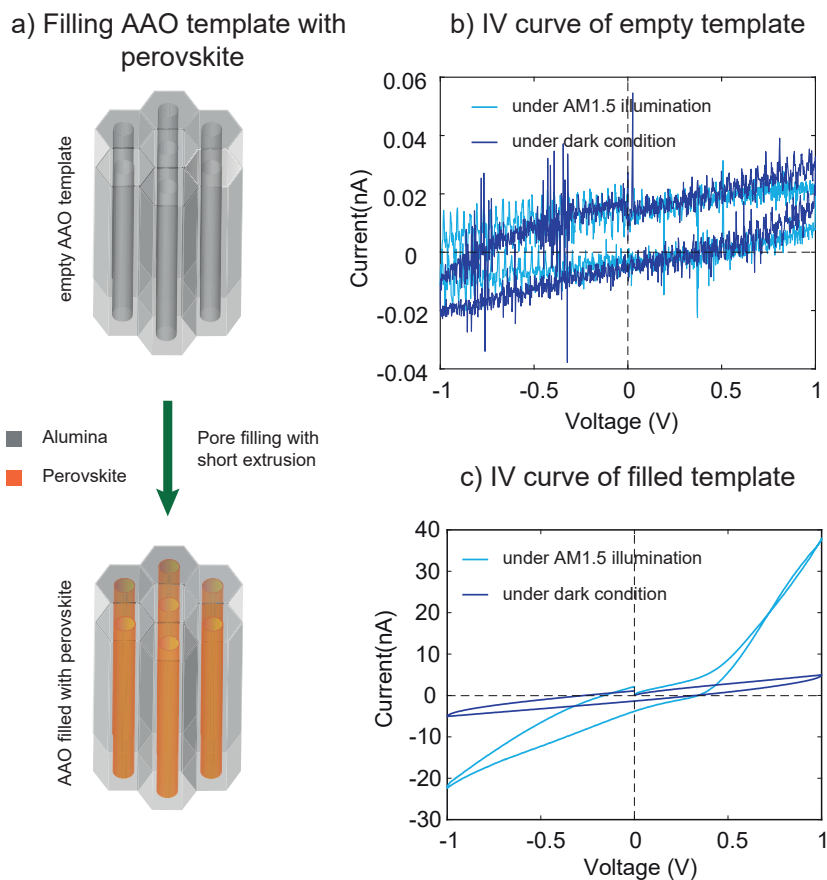 a) Filling AAO template with
perovskite
empty AAO template
Alumina
Perovskite
Pore filling with
short extrusion
AAO filled with perovskite
b) IV curve of empty template
0.06
0.04
0.02
0
-0.02
-0.04
Current(nA)
under AM1.5 illumination
under dark condition
-1
-0.5
0
0.5
1
Voltage (V)
c) IV curve of filled template
40
30
20
10
0
-10
-20
-30
Current(nA)
under AM1.5 illumination
under dark condition
-1
-0.5
0
0.5
1
Voltage (V)